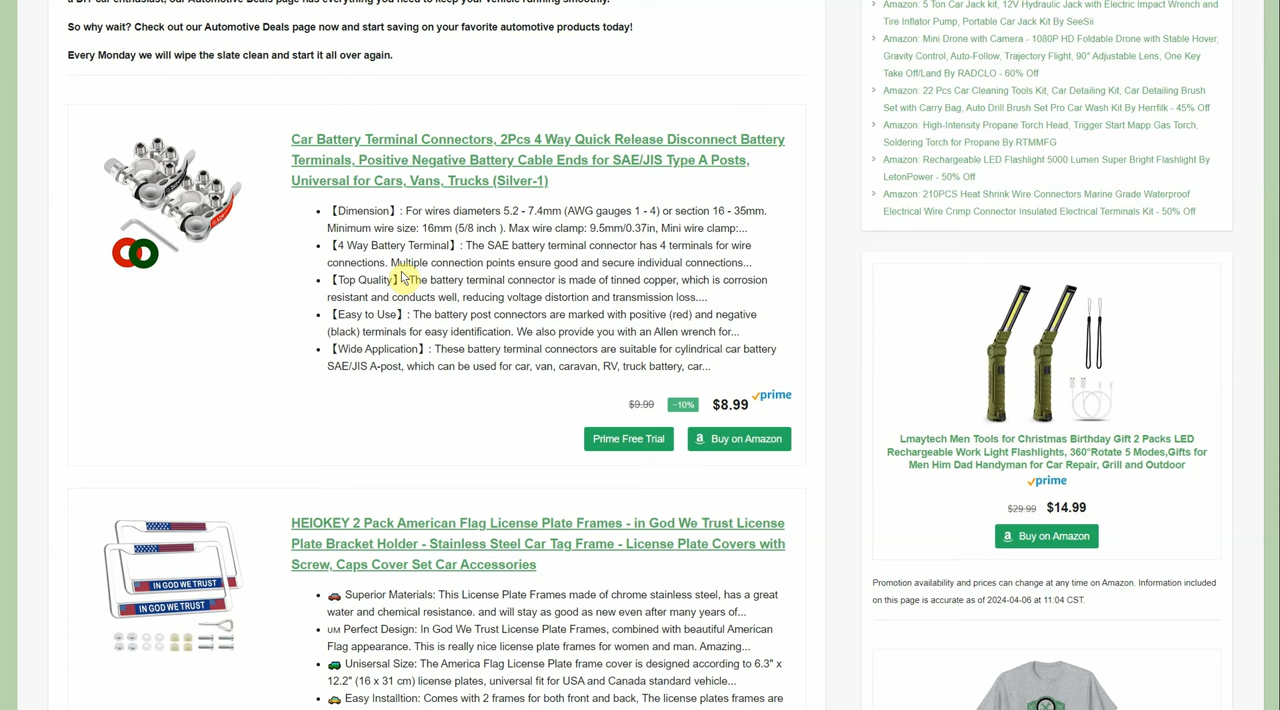 a DIY car enthusiast, our Automotive Deals page has everything you need to keep your vehicle running smoothly.
So why wait? Check out our Automotive Deals page now and start saving on your favorite automotive products today!
Every Monday we will wipe the slate clean and start it all over again.
Car Battery Terminal Connectors, 2Pcs 4 Way Quick Release Disconnect Battery
Terminals, Positive Negative Battery Cable Ends for SAE/JIS Type A Posts,
Universal for Cars, Vans, Trucks (Silver-1)
【Dimension】: For wires diameters 5.2 - 7.4mm (AWG gauges 1 - 4) or section 16 - 35mm.
Minimum wire size: 16mm (5/8 inch ). Max wire clamp: 9.5mm/0.37in, Mini wire clamp:...
【4 Way Battery Terminal】: The SAE battery terminal connector has 4 terminals for wire
connections. Multiple connection points ensure good and secure individual connections...
【Top Quality】: The battery terminal connector is made of tinned copper, which is corrosion
resistant and conducts well, reducing voltage distortion and transmission loss....
【Easy to Use】: The battery post connectors are marked with positive (red) and negative
(black) terminals for easy identification. We also provide you with an Allen wrench for...
【Wide Application】: These battery terminal connectors are suitable for cylindrical car battery
SAE/JIS A-post, which can be used for car, van, caravan, RV, truck battery, car...
$9.99 −10% $8.99 prime
Prime Free Trial Buy on Amazon
HEIOKEY 2 Pack American Flag License Plate Frames - in God We Trust License
Plate Bracket Holder - Stainless Steel Car Tag Frame - License Plate Covers with
Screw, Caps Cover Set Car Accessories
IN GOD WE TRUST
IN GOD WE TRUST
Superior Materials: This License Plate Frames made of chrome stainless steel, has a great
water and chemical resistance. and will stay as good as new even after many years of...
UM Perfect Design: In God We Trust License Plate Frames, combined with beautiful American
Flag appearance. This is really nice license plate frames for women and man. Amazing...
Unisersal Size: The America Flag License Plate frame cover is designed according to 6.3" x
12.2" (16 x 31 cm) license plates, universal fit for USA and Canada standard vehicle...
Easy Installtion: Comes with 2 frames for both front and back, The license plates frames are
Amazon: 5 Ton Car Jack kit, 12V Hydraulic Jack with Electric Impact Wrench and
Tire Inflator Pump, Portable Car Jack Kit By SeeSii
Amazon: Mini Drone with Camera - 1080P HD Foldable Drone with Stable Hover,
Gravity Control, Auto-Follow, Trajectory Flight, 90° Adjustable Lens, One Key
Take Off/Land By RADCLO - 60% Off
Amazon: 22 Pcs Car Cleaning Tools Kit, Car Detailing Kit, Car Detailing Brush
Set with Carry Bag, Auto Drill Brush Set Pro Car Wash Kit By Herrfilk - 45% Off
Amazon: High-Intensity Propane Torch Head, Trigger Start Mapp Gas Torch,
Soldering Torch for Propane By RTMMFG
Amazon: Rechargeable LED Flashlight 5000 Lumen Super Bright Flashlight By
LetonPower - 50% Off
Amazon: 210PCS Heat Shrink Wire Connectors Marine Grade Waterproof
Electrical Wire Crimp Connector Insulated Electrical Terminals Kit - 50% Off
Lmaytech Men Tools for Christmas Birthday Gift 2 Packs LED
Rechargeable Work Light Flashlights, 360°Rotate 5 Modes,Gifts for
Men Him Dad Handyman for Car Repair, Grill and Outdoor
prime
$29.99 $14.99
Buy on Amazon
Promotion availability and prices can change at any time on Amazon. Information included
on this page is accurate as of 2024-04-06 at 11:04 CST.